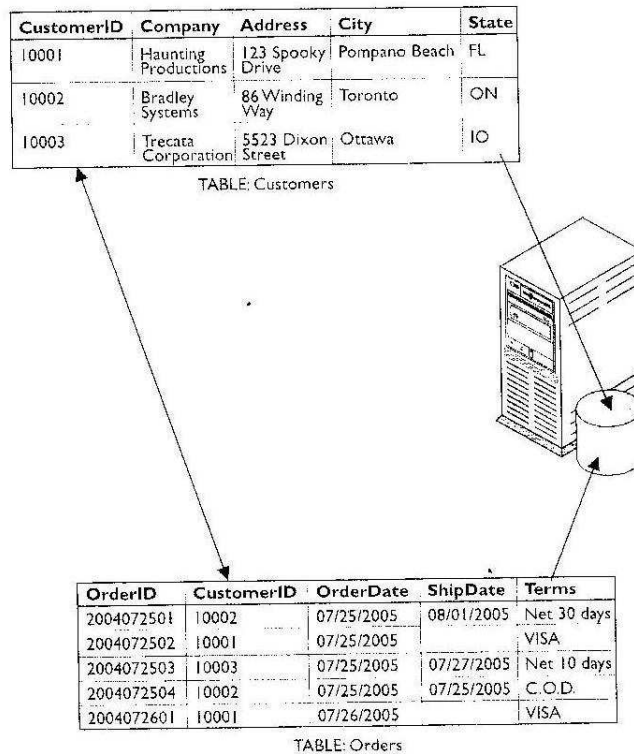 CustomerID Company Address City State
10001 Haunting 123 Spooky Pompano Beach FL
Productions Drive
10002 Bradley 86 Winding Toronto ON
Systems Way
10003 Trecata 5523 Dixon Ottawa IO
Corporation Street
TABLE: Customers
OrderID CustomerID OrderDate ShipDate Terms
2004072501 10002 07/25/2005 08/01/2005 Net 30 days
2004072502 10001 07/25/2005 VISA
2004072503 10003 07/25/2005 07/27/2005 Net 10 days
2004072504 10002 07/25/2005 07/25/2005 C.O.D.
2004072601 10001 07/26/2005 VISA
TABLE: Orders